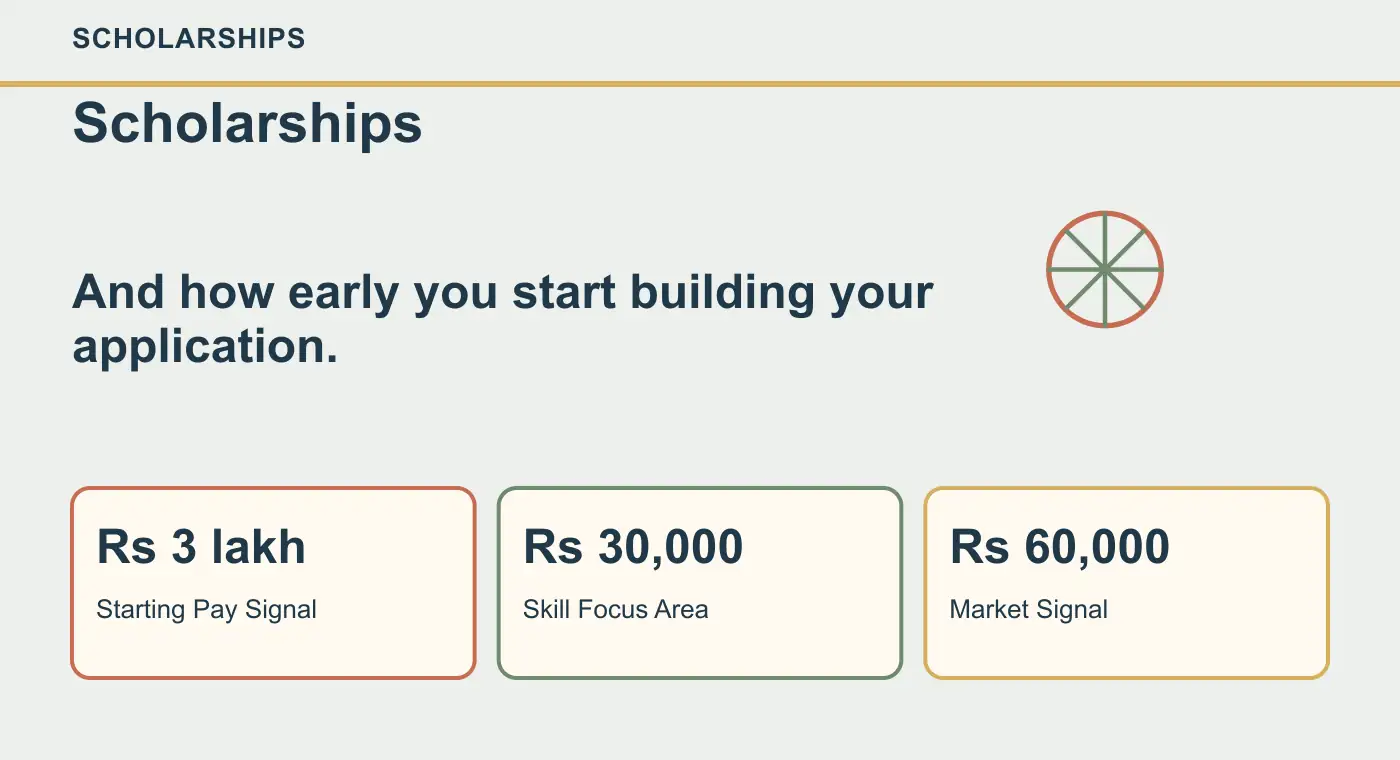 SCHOLARSHIPS
Scholarships
And how early you start building your
application.
Rs 3 lakh
Starting Pay Signal
Rs 30,000
Skill Focus Area
Rs 60,000
Market Signal